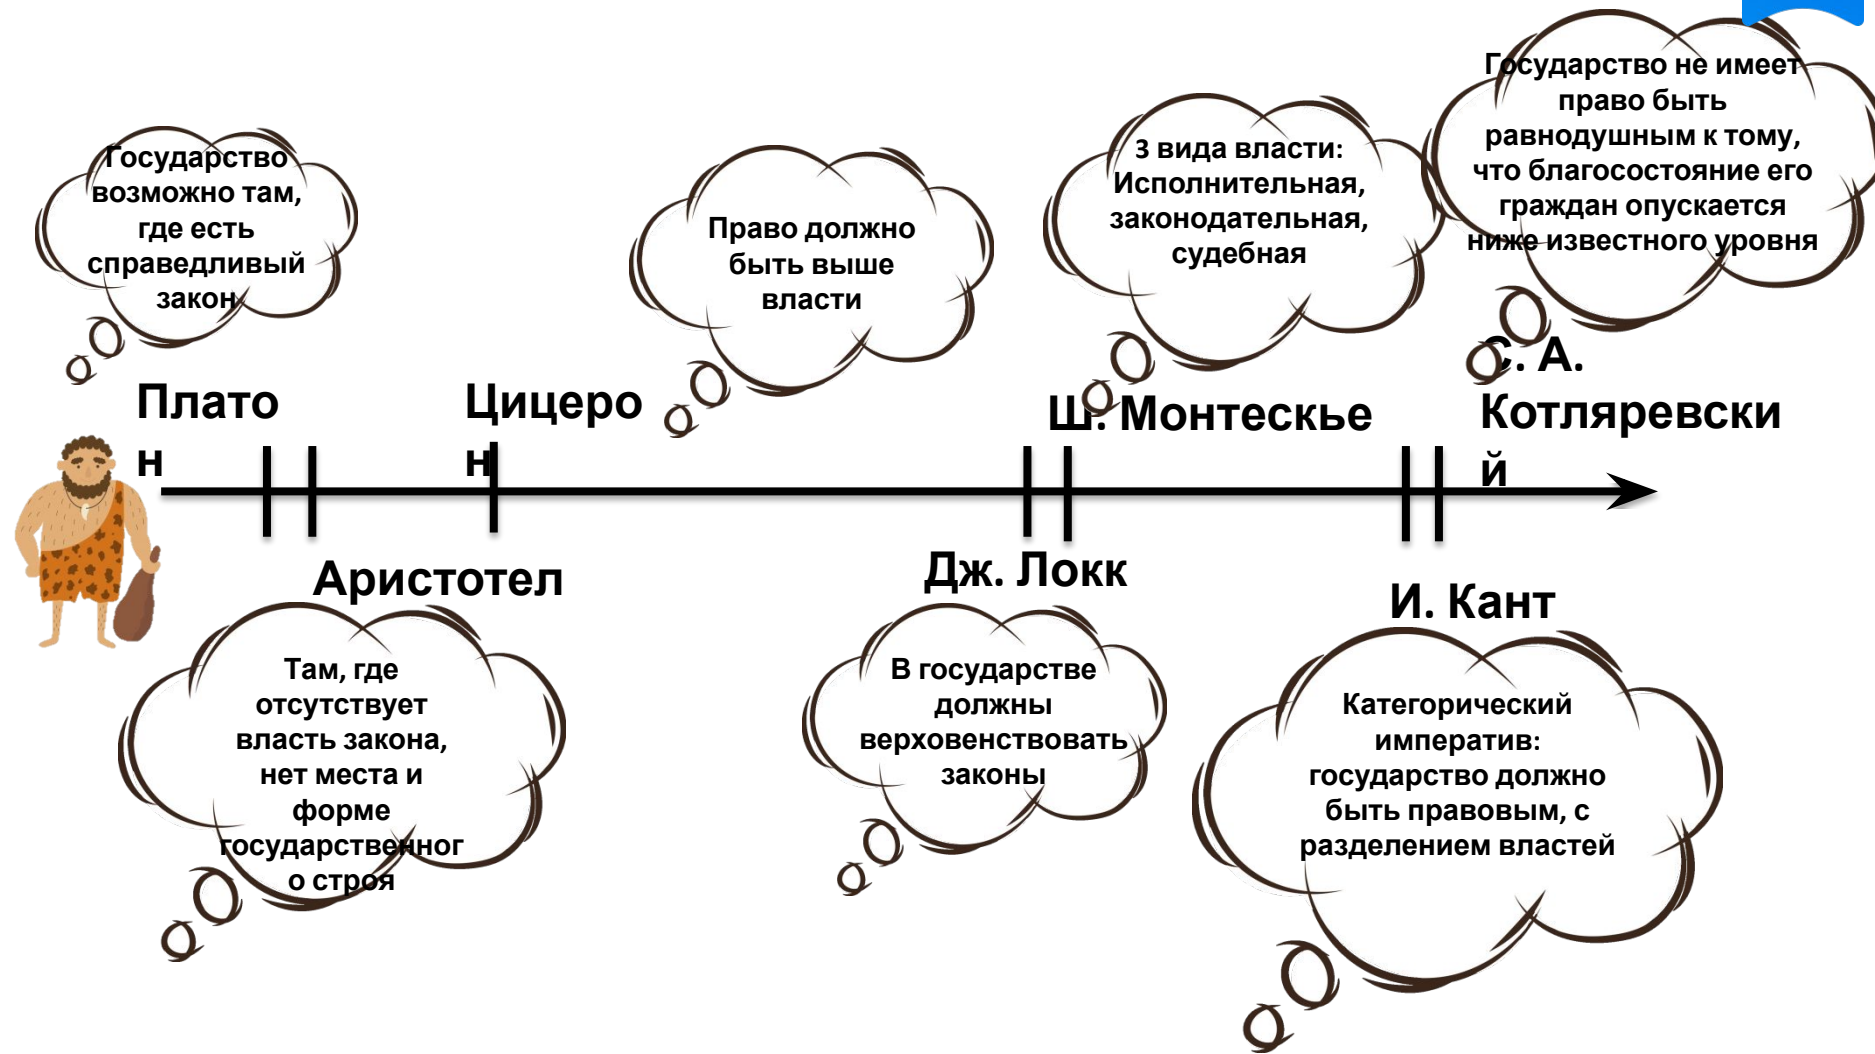 Государство
возможно там,
где есть
справедливый
закон
Право должно
быть выше
власти
3 вида власти:
Исполнительная,
законодательная,
судебная
Государство не имеет
право быть
равнодушным к тому,
что благосостояние его
граждан опускается
ниже известного уровня
Плато
н
Цицеро
н
Ш. Монтескье
С. А.
Котляревски
й
Аристотел
Дж. Локк
И. Кант
Там, где
отсутствует
власть закона,
нет места и
форме
государственног
о строя
В государстве
должны
верховенствовать
законы
Категорический
императив:
государство должно
быть правовым, с
разделением властей